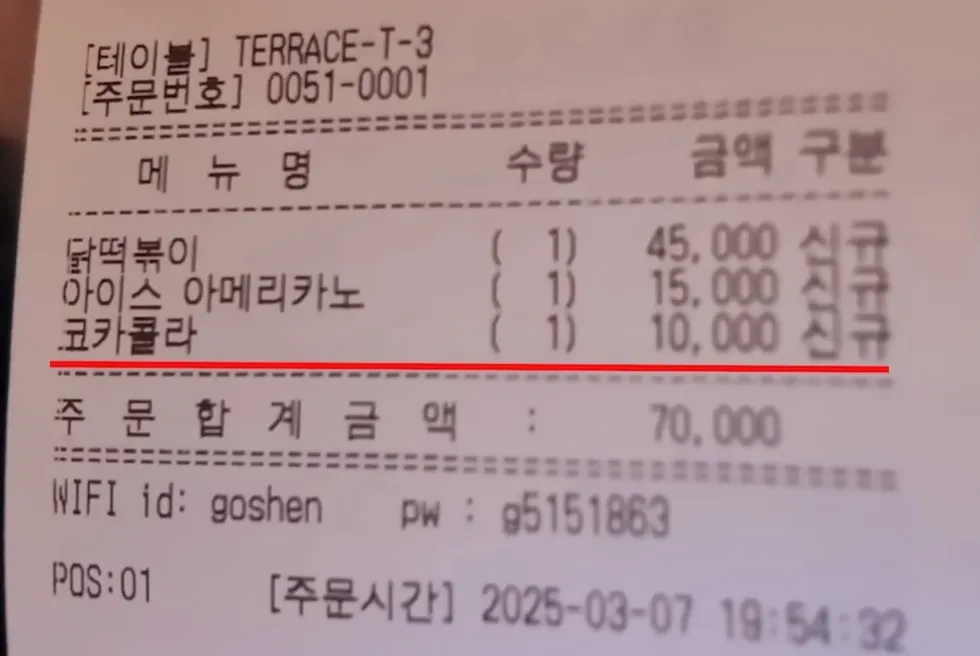 [테이블] TERRACE-T-3
[주문번호] 0051-0001
메 뉴 명 수량 금액 구분
닭떡볶이 ( 1) 45,000 신규
아이스 아메리카노 ( 1) 15,000 신규
코카콜라 ( 1) 10,000 신규
주 문 합 계 금 액 : 70,000
WIFI id: goshen pw : g5151863
POS:01 [주문시간] 2025-03-07 19:54:32